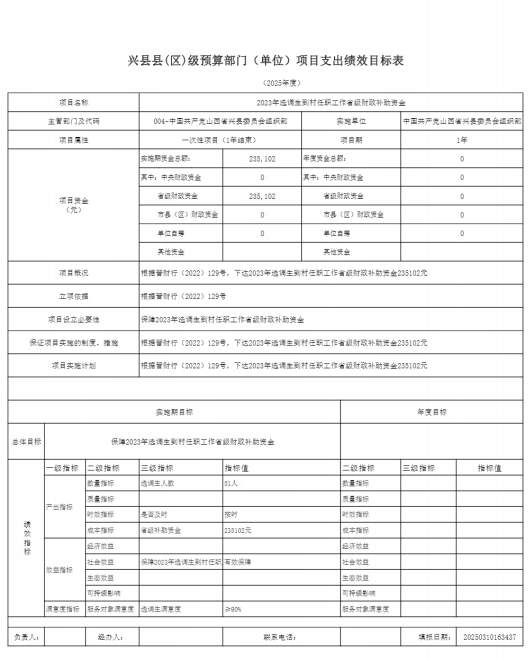 兴县县(区)级预算部门（单位）项目支出绩效目标表
（2025年度）
项目名称 2023年选调生到村任职工作省级财政补助资金
主管部门及代码 004-中国共产党山西省兴县委员会组织部 实施单位 中国共产党山西省兴县委员会组织部
项目属性 一次性项目（1年结束） 项目期 1年
项目资金（元） 实施期资金总额： 235,102 年度资金总额： 0
其中：中央财政资金 0 其中：中央财政资金 0
省级财政资金 235,102 省级财政资金 0
市县（区）财政资金 0 市县（区）财政资金 0
单位自筹 0 单位自筹 0
其他资金 其他资金
项目概况 根据晋财行（2022）129号，下达2023年选调生到村任职工作省级财政补助资金235102元
立项依据 根据晋财行（2022）129号
项目设立必要性 保障2023年选调生到村任职工作省级财政补助资金
保证项目实施的制度、措施 根据晋财行（2022）129号，下达2023年选调生到村任职工作省级财政补助资金235102元
项目实施计划 根据晋财行（2022）129号，下达2023年选调生到村任职工作省级财政补助资金235102元
实施期目标 年度目标
总体目标 保障2023年选调生到村任职工作省级财政补助资金
绩效指标 一级指标 二级指标 三级指标 指标值 二级指标 三级指标 指标值
产出指标 数量指标 选调生人数 81人 数量指标
质量指标 质量指标
时效指标 是否及时 按时 时效指标
成本指标 省级补助资金 235102元 成本指标
效益指标 经济效益 经济效益
社会效益 保障2023年选调生到村任职 有效保障 社会效益
生态效益 生态效益
可持续影响 可持续影响
满意度指标 服务对象满意度 选调生满意度 ≥90% 服务对象满意度
负责人： 经办人： 联系电话： 填报日期： 20250310163437